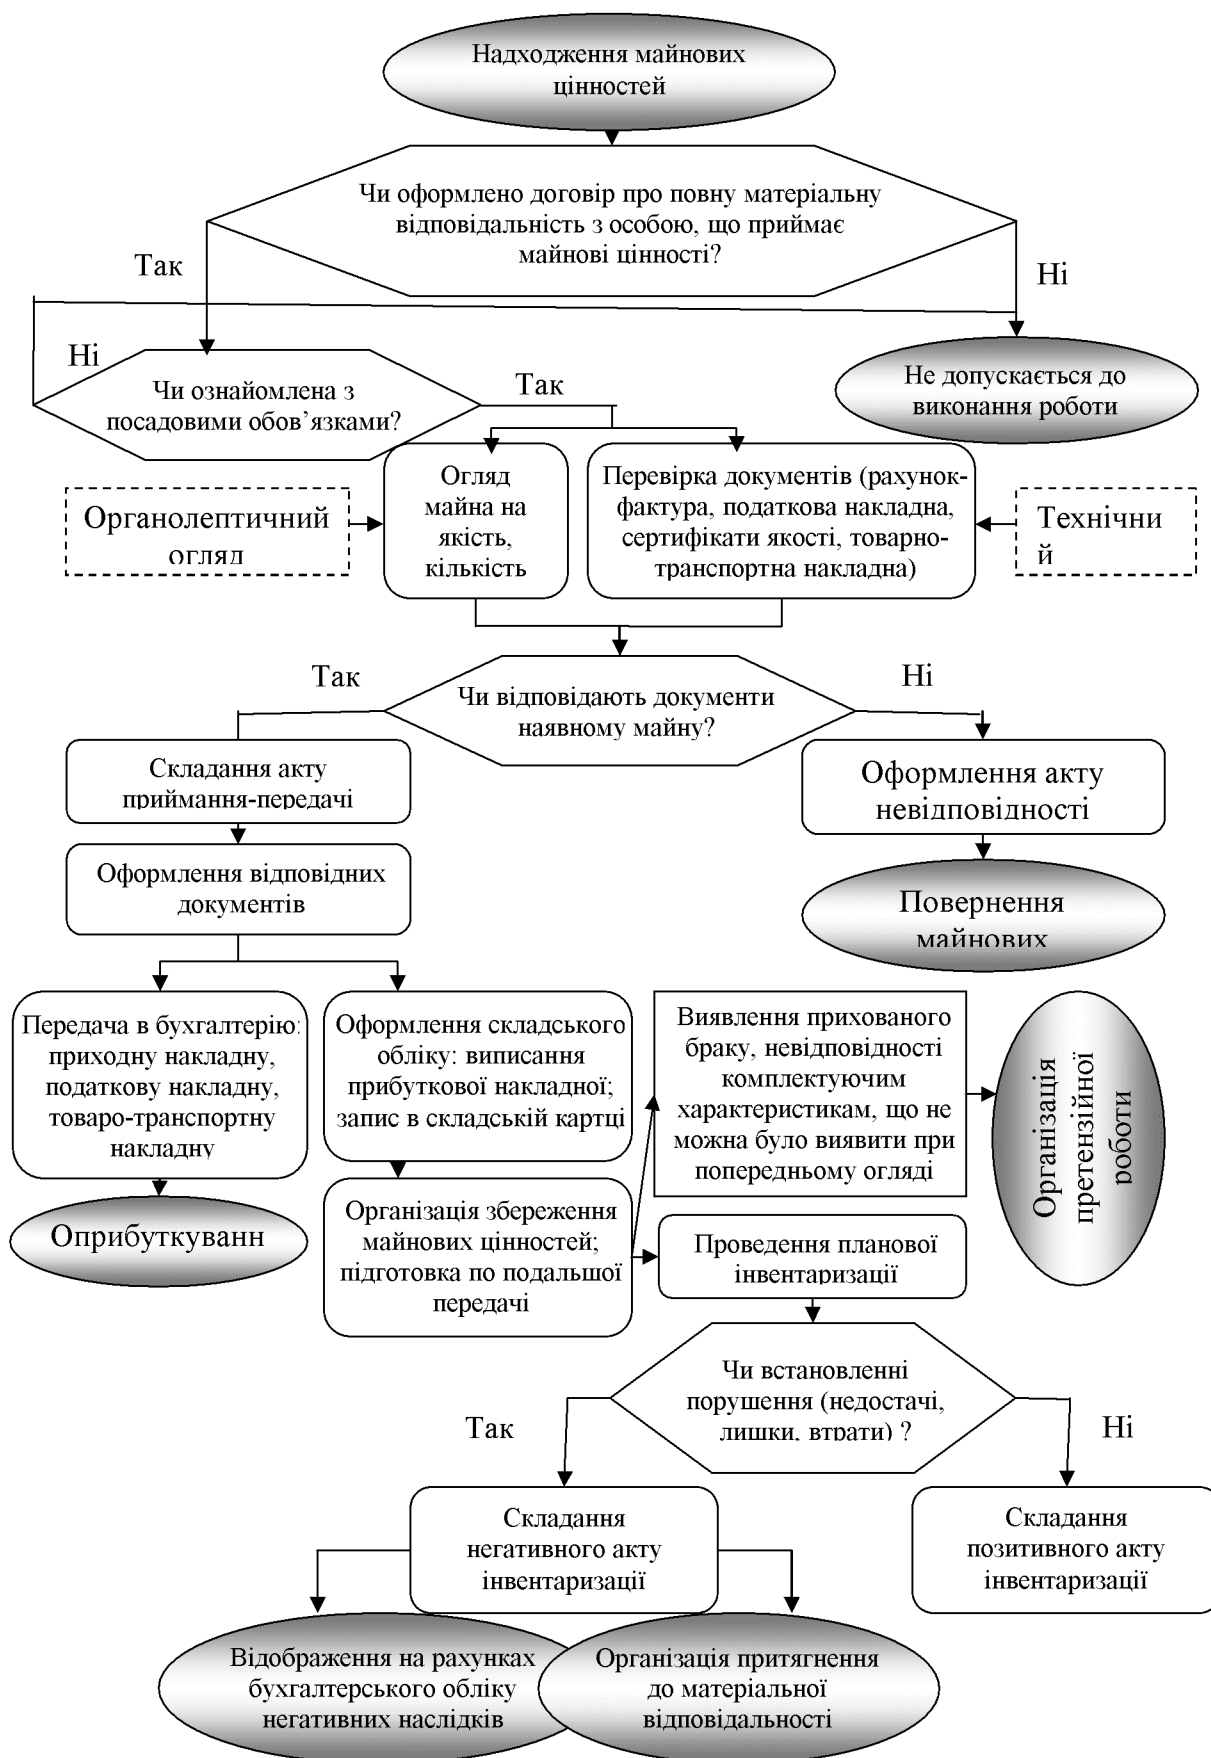 Надходження майнових
цінностей
Чи оформлено договір про повну матеріальну
відповідальність з особою, що приймає
майнові цінності?
Так
Ні
Ні
Чи ознайомлена з
посадовими обов’язками?
Так
Не допускається до
виконання роботи
Органолептичний
огляд
Огляд
майна на
якість,
кількість
Перевірка документів (рахунок-
фактура, податкова накладна,
сертифікати якості, товарно-
транспортна накладна)
Технічни
й
Так
Чи відповідають документи
наявному майну?
Ні
Складання акту
приймання-передачі
Оформлення акту
невідповідності
Оформлення відповідних
документів
Повернення
майнових
Передача в бухгалтерію:
приходну накладну,
податкову накладну,
товаро-транспортну
накладну
Оформлення складського
обліку: виписання
прибуткової накладної;
запис в складській картці
Виявлення прихованого
браку, невідповідності
комплектуючим
характеристикам, що не
можна було виявити при
попередньому огляді
Організація
претензійної
роботи
Оприбуткуванн
Організація збереження
майнових цінностей;
підготовка по подальшої
передачі
Проведення планової
інвентаризації
Чи встановленні
порушення (недостачі,
лишки, втрати) ?
Так
Ні
Складання
негативного акту
інвентаризації
Складання
позитивного акту
інвентаризації
Відображення на рахунках
бухгалтерського обліку
негативних наслідків
Організація притягнення
до матеріальної
відповідальності